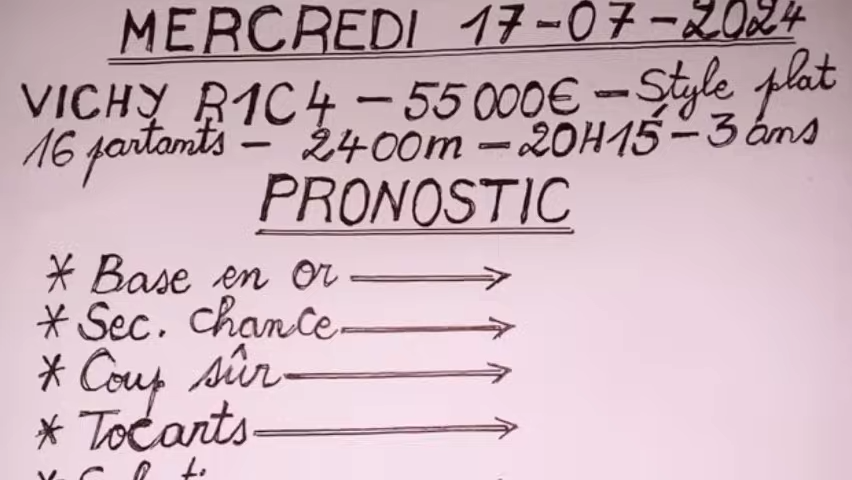 MERCREDI 17-07-2024
VICHY R1C4 - 55000€ - Style plat
16 partants - 2400m - 20H15 - 3 ans
PRONOSTIC
* Base en or →
* Sec. chance →
* Coup sûr →
* Tocarts →